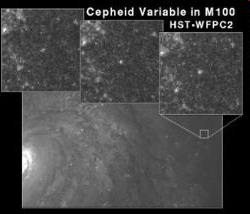 Cepheid Variable in M100
HST-WFPC2